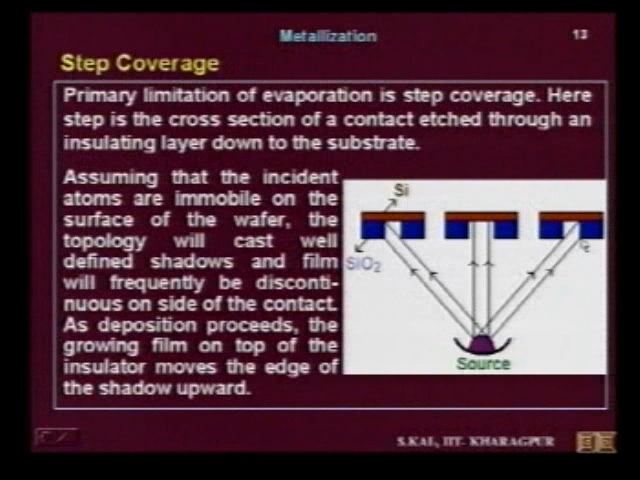 Metallization
13
Step Coverage
Primary limitation of evaporation is step coverage. Here
step is the cross section of a contact etched through an
insulating layer down to the substrate.
Assuming that the incident
atoms are immobile on the
surface of the wafer, the
topology will cast well
defined shadows and film
will frequently be disconti-
nuous on side of the contact.
As deposition proceeds, the
growing film on top of the
insulator moves the edge of
the shadow upward.
Si
SiO2
Source
S.KAL, IIT- KHARAGPUR